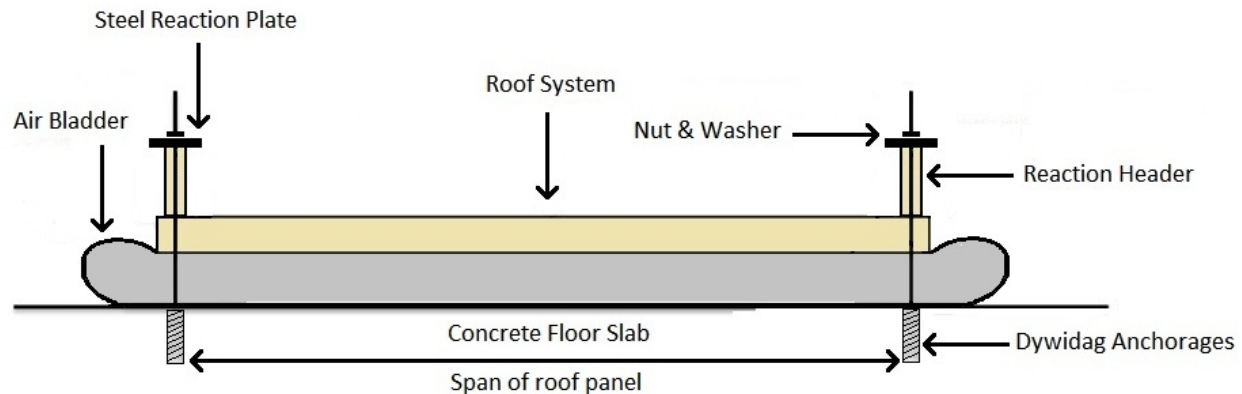 Steel Reaction Plate
Roof System
Air Bladder
Nut & Washer
Reaction Header
Concrete Floor Slab
Dywidag Anchorages
Span of roof panel